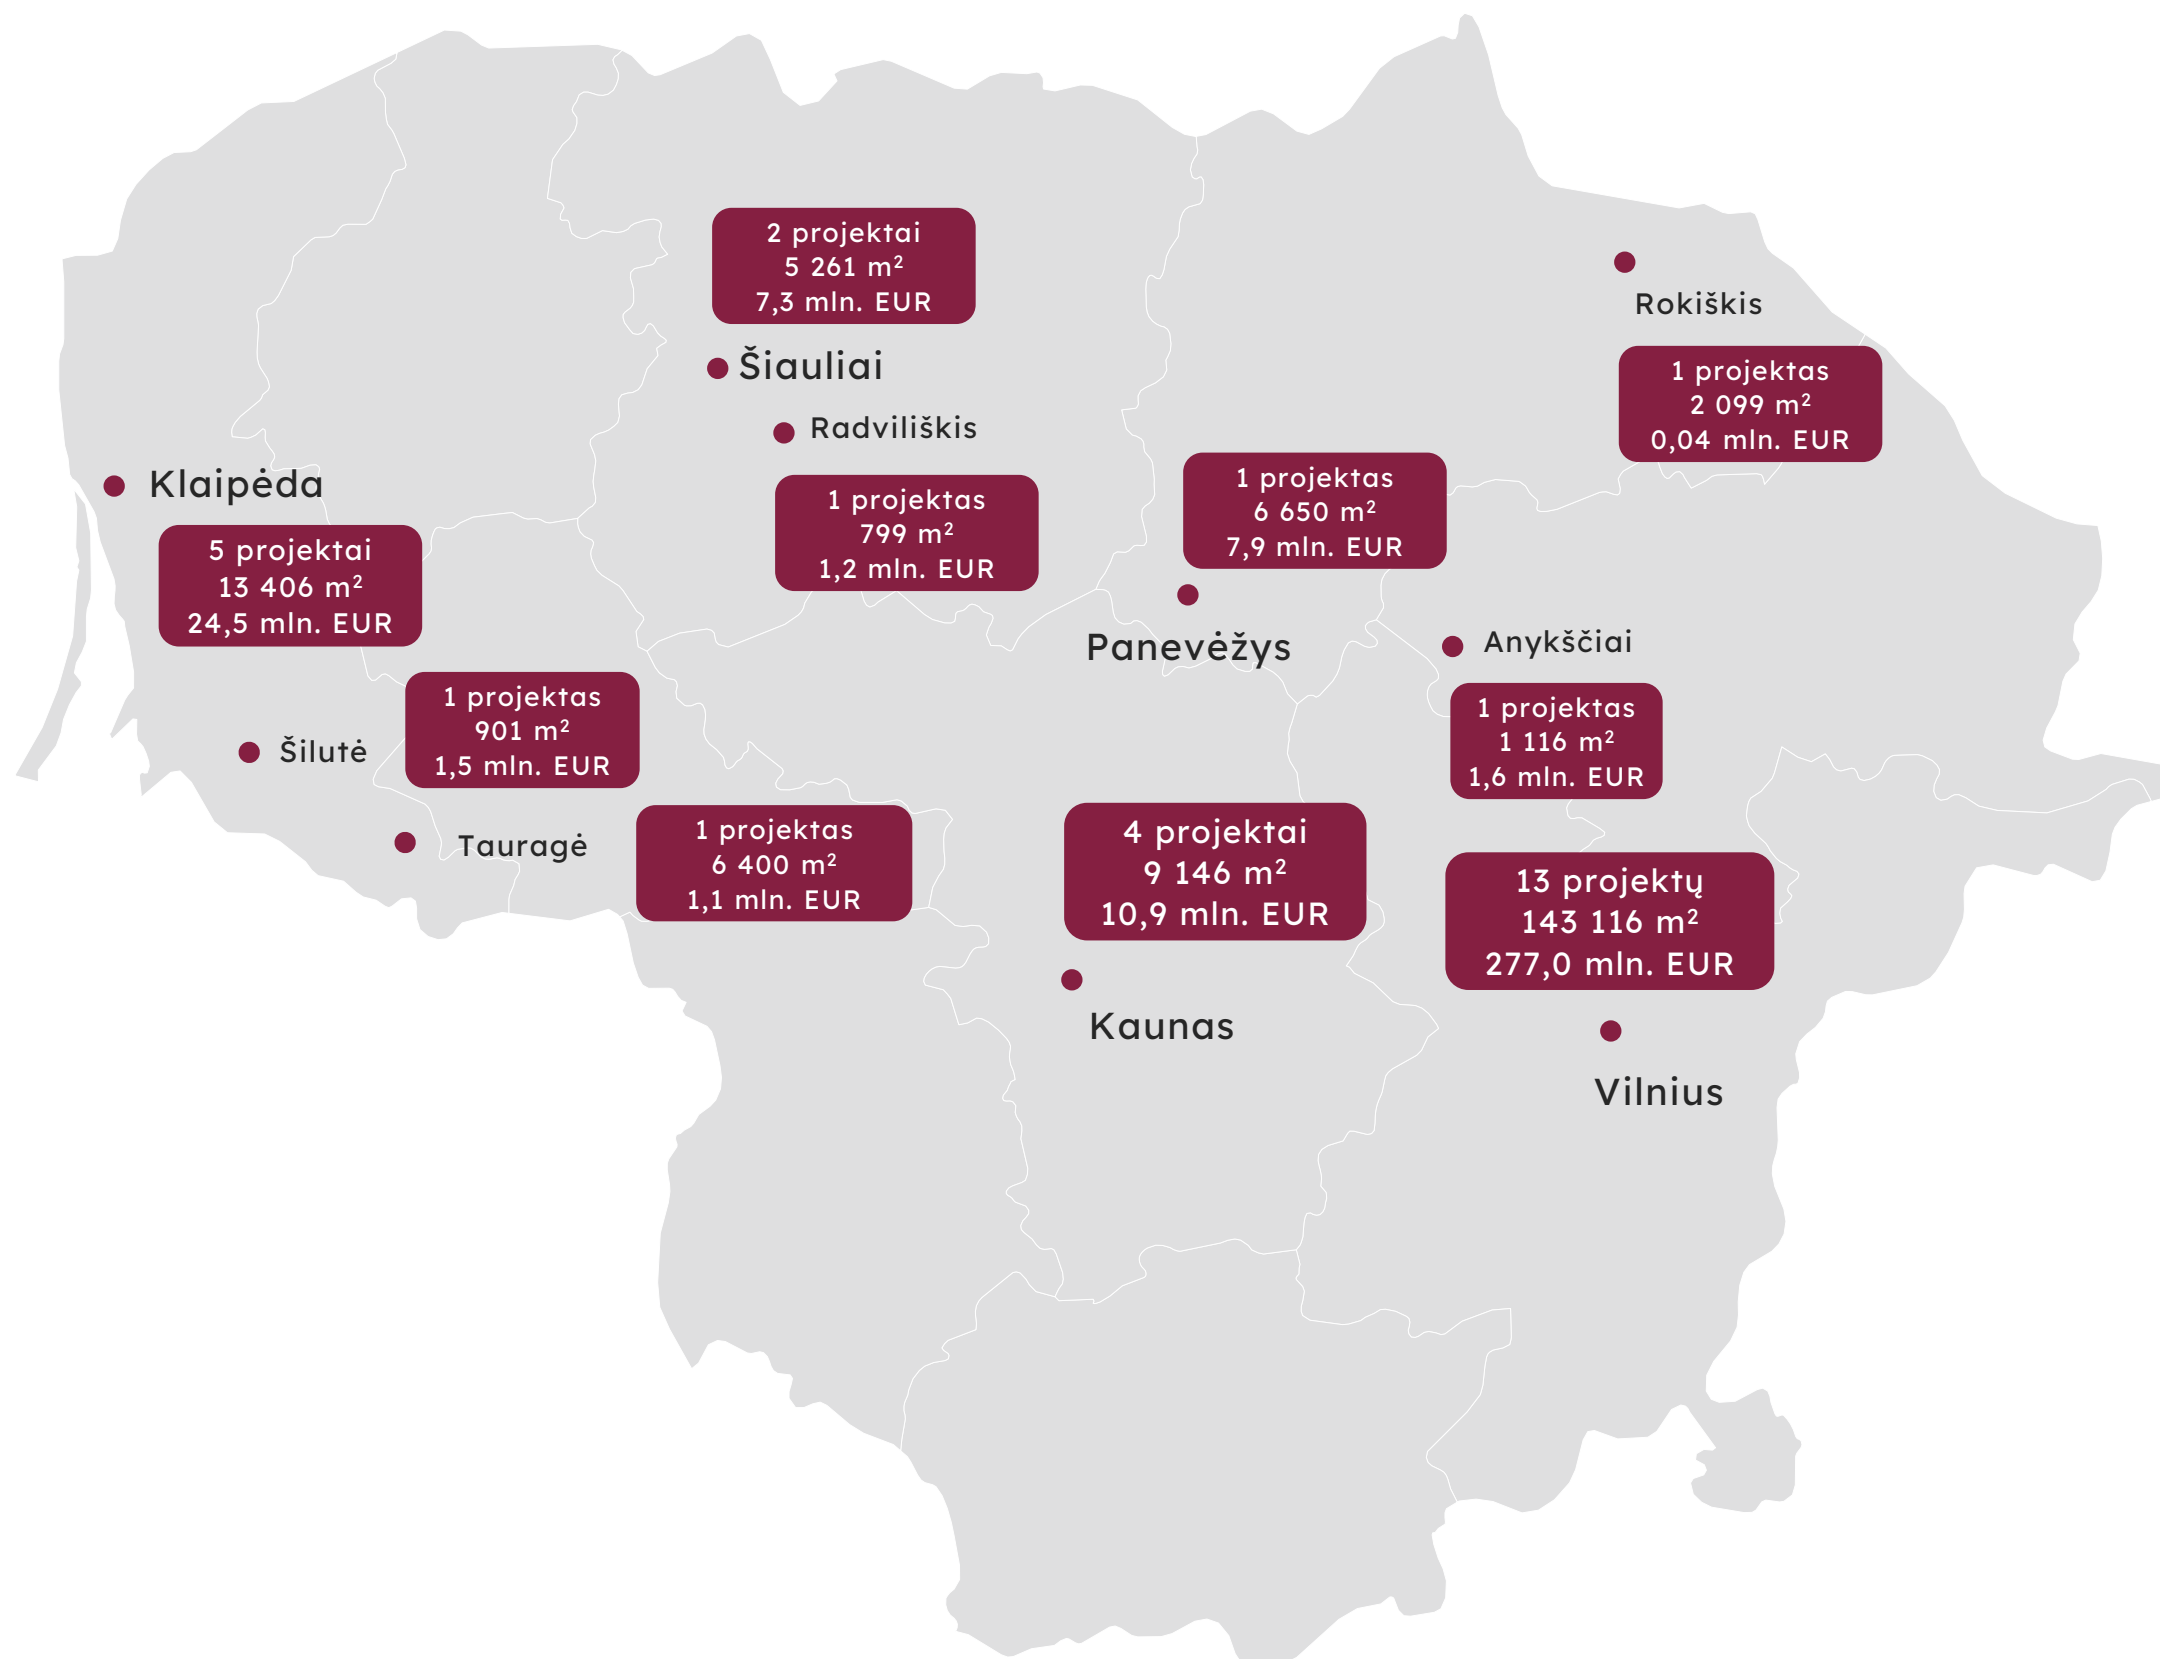 2 projektai
5 261 m²
7,3 mln. EUR
Šiauliai
Rokiškis
1 projektas
2 099 m²
0,04 mln. EUR
Radviliškis
1 projektas
799 m²
1,2 mln. EUR
Klaipėda
5 projektai
13 406 m²
24,5 mln. EUR
1 projektas
6 650 m²
7,9 mln. EUR
Panevėžys
Anykščiai
1 projektas
1 116 m²
1,6 mln. EUR
Šilutė
1 projektas
901 m²
1,5 mln. EUR
Tauragė
1 projektas
6 400 m²
1,1 mln. EUR
4 projektai
9 146 m²
10,9 mln. EUR
Kaunas
13 projektų
143 116 m²
277,0 mln. EUR
Vilnius